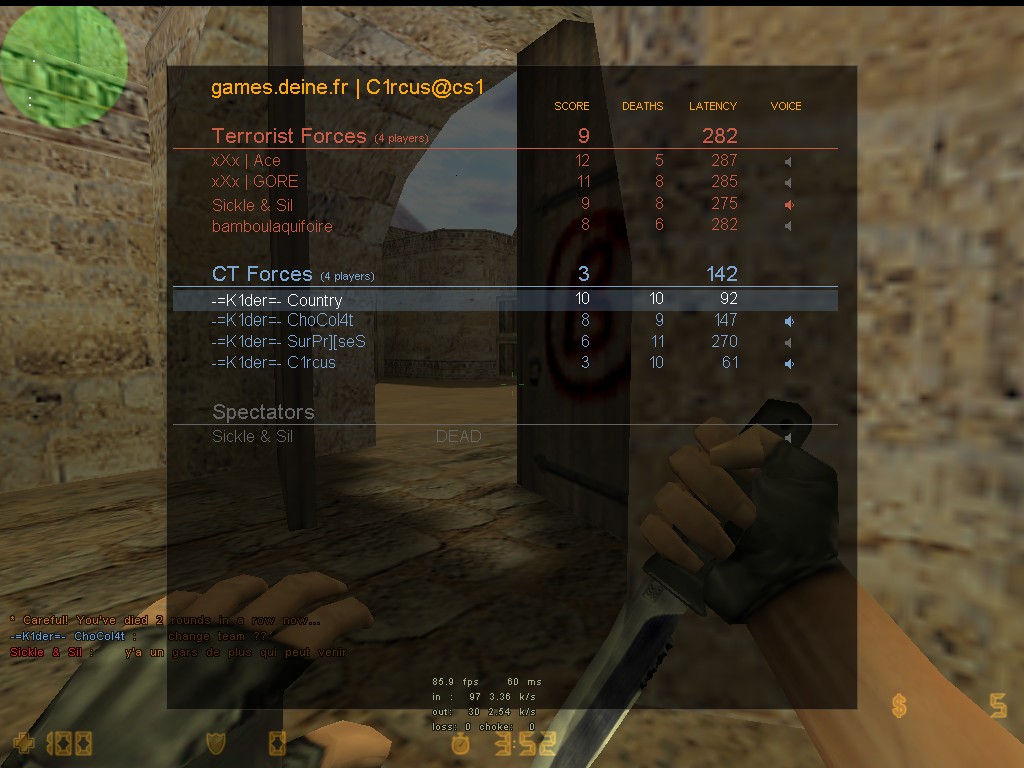 games.deine.fr | C1rcus@cs1
SCORE DEATHS LATENCY VOICE
Terrorist Forces (4 players) 9 282
xXx | Ace 12 5 287
xXx | GORE 11 8 285
Sickle & Sil 9 8 275
bamboulaquifoire 8 6 282
CT Forces (4 players) 3 142
-=K1der=- Country 10 10 92
-=K1der=- ChoCol4t 8 9 147
-=K1der=- SurPr][seS 6 11 270
-=K1der=- C1rcus 3 10 61
Spectators
Sickle & Sil DEAD
* Careful! You've died 2 rounds in a row now...
-=K1der=- ChoCol4t : change team ??
Sickle & Sil : y'a un gars de plus qui peut venir
85.9 fps 60 ms
in : 97 3.36 k/s
out: 30 2.54 k/s
loss: 0 choke: 0
$ 5
100 0 3:52